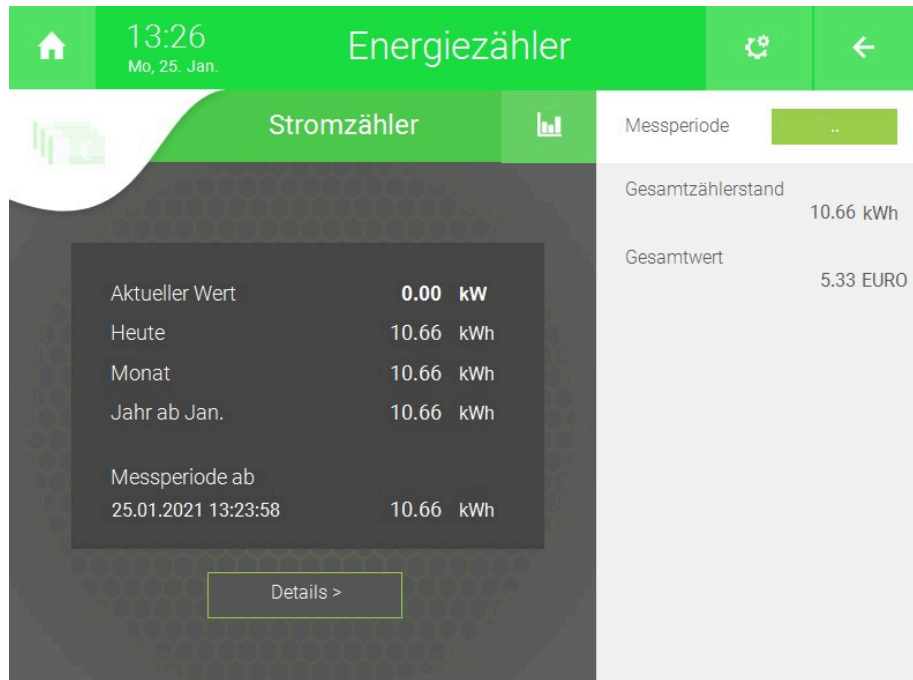 13:26
Mo, 25. Jan.
Energiezähler
Stromzähler
€
Messperiode ..
Gesamtzählerstand
10.66 kWh
Gesamtwert
5.33 EURO
Aktueller Wert 0.00 kW
Heute 10.66 kWh
Monat 10.66 kWh
Jahr ab Jan. 10.66 kWh
Messperiode ab
25.01.2021 13:23:58 10.66 kWh
Details >